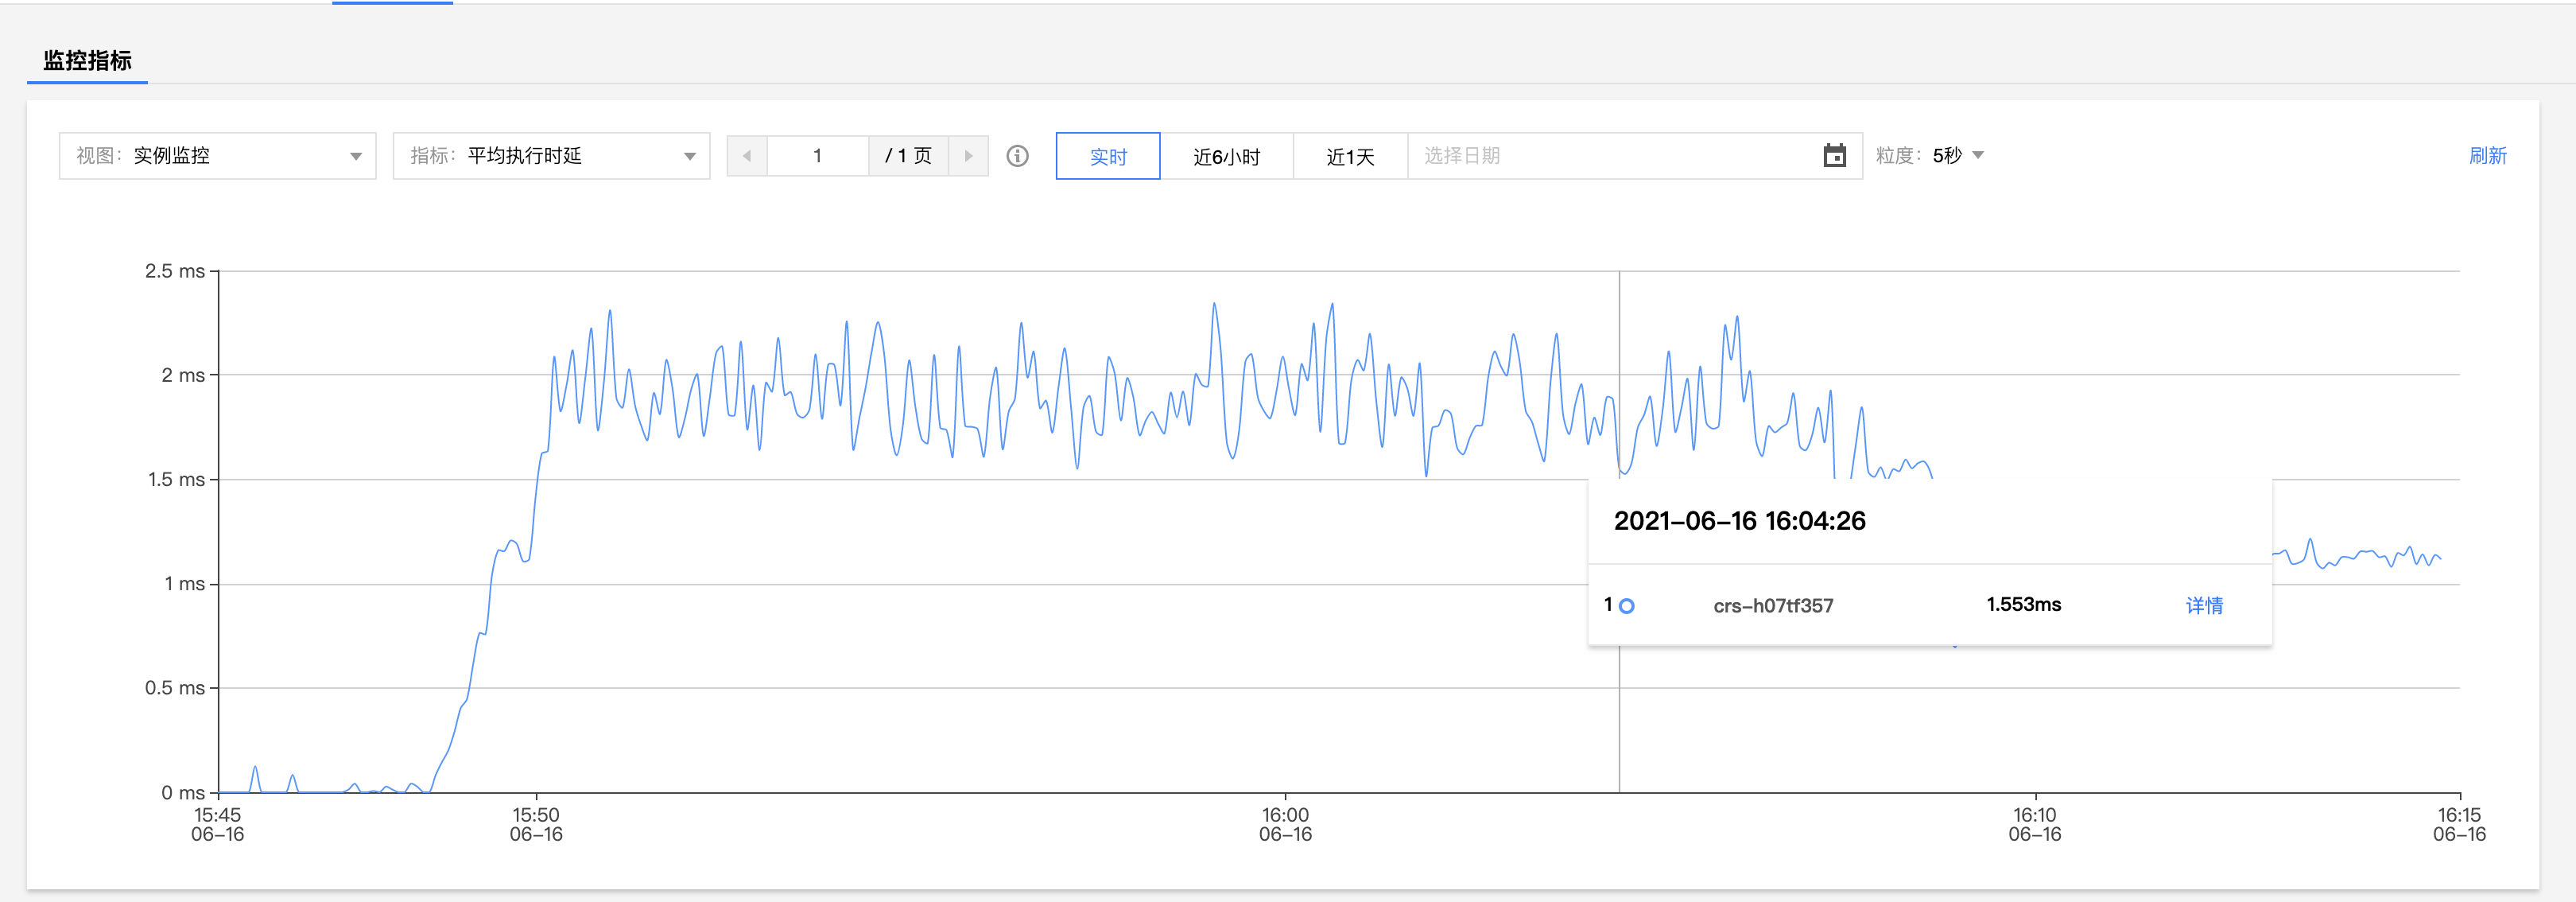 监控指标
视图: 实例监控 指标: 平均执行时延 1 / 1 页 实时 近6小时 近1天 选择日期 粒度: 5秒 刷新
2.5 ms
2 ms
1.5 ms
1 ms
0.5 ms
0 ms
2021-06-16 16:04:26
1 crs-h07tf357 1.553ms 详情
15:45 15:50 16:00 16:10 16:15
06-16 06-16 06-16 06-16 06-16